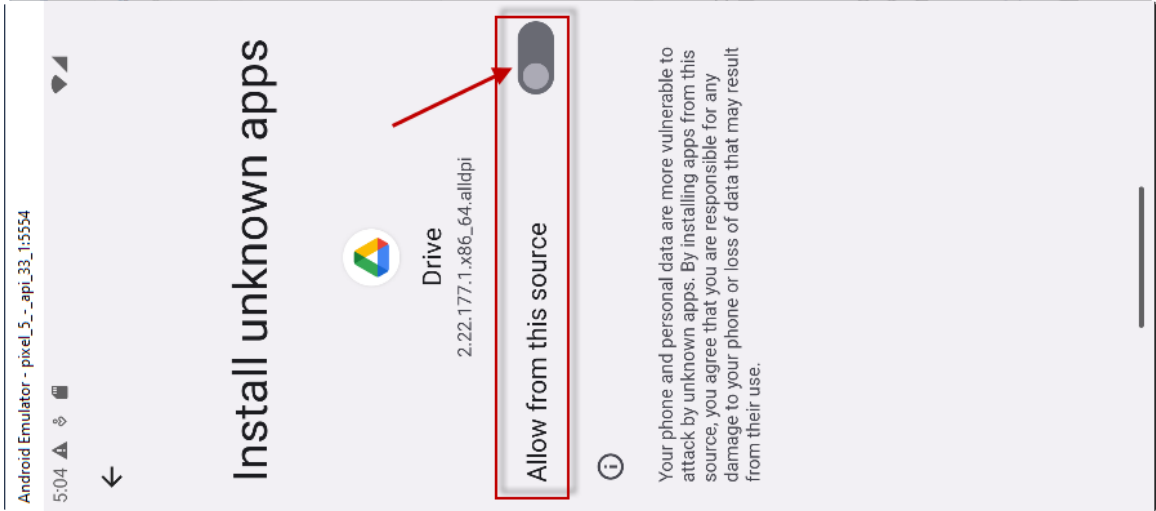 Android Emulator - pixel_5_-_api_33_1:5554
5:04
Install unknown apps
Drive
2.22.177.1.x86_64.alldpi
Allow from this source
Your phone and personal data are more vulnerable to
attack by unknown apps. By installing apps from this
source, you agree that you are responsible for any
damage to your phone or loss of data that may result
from their use.